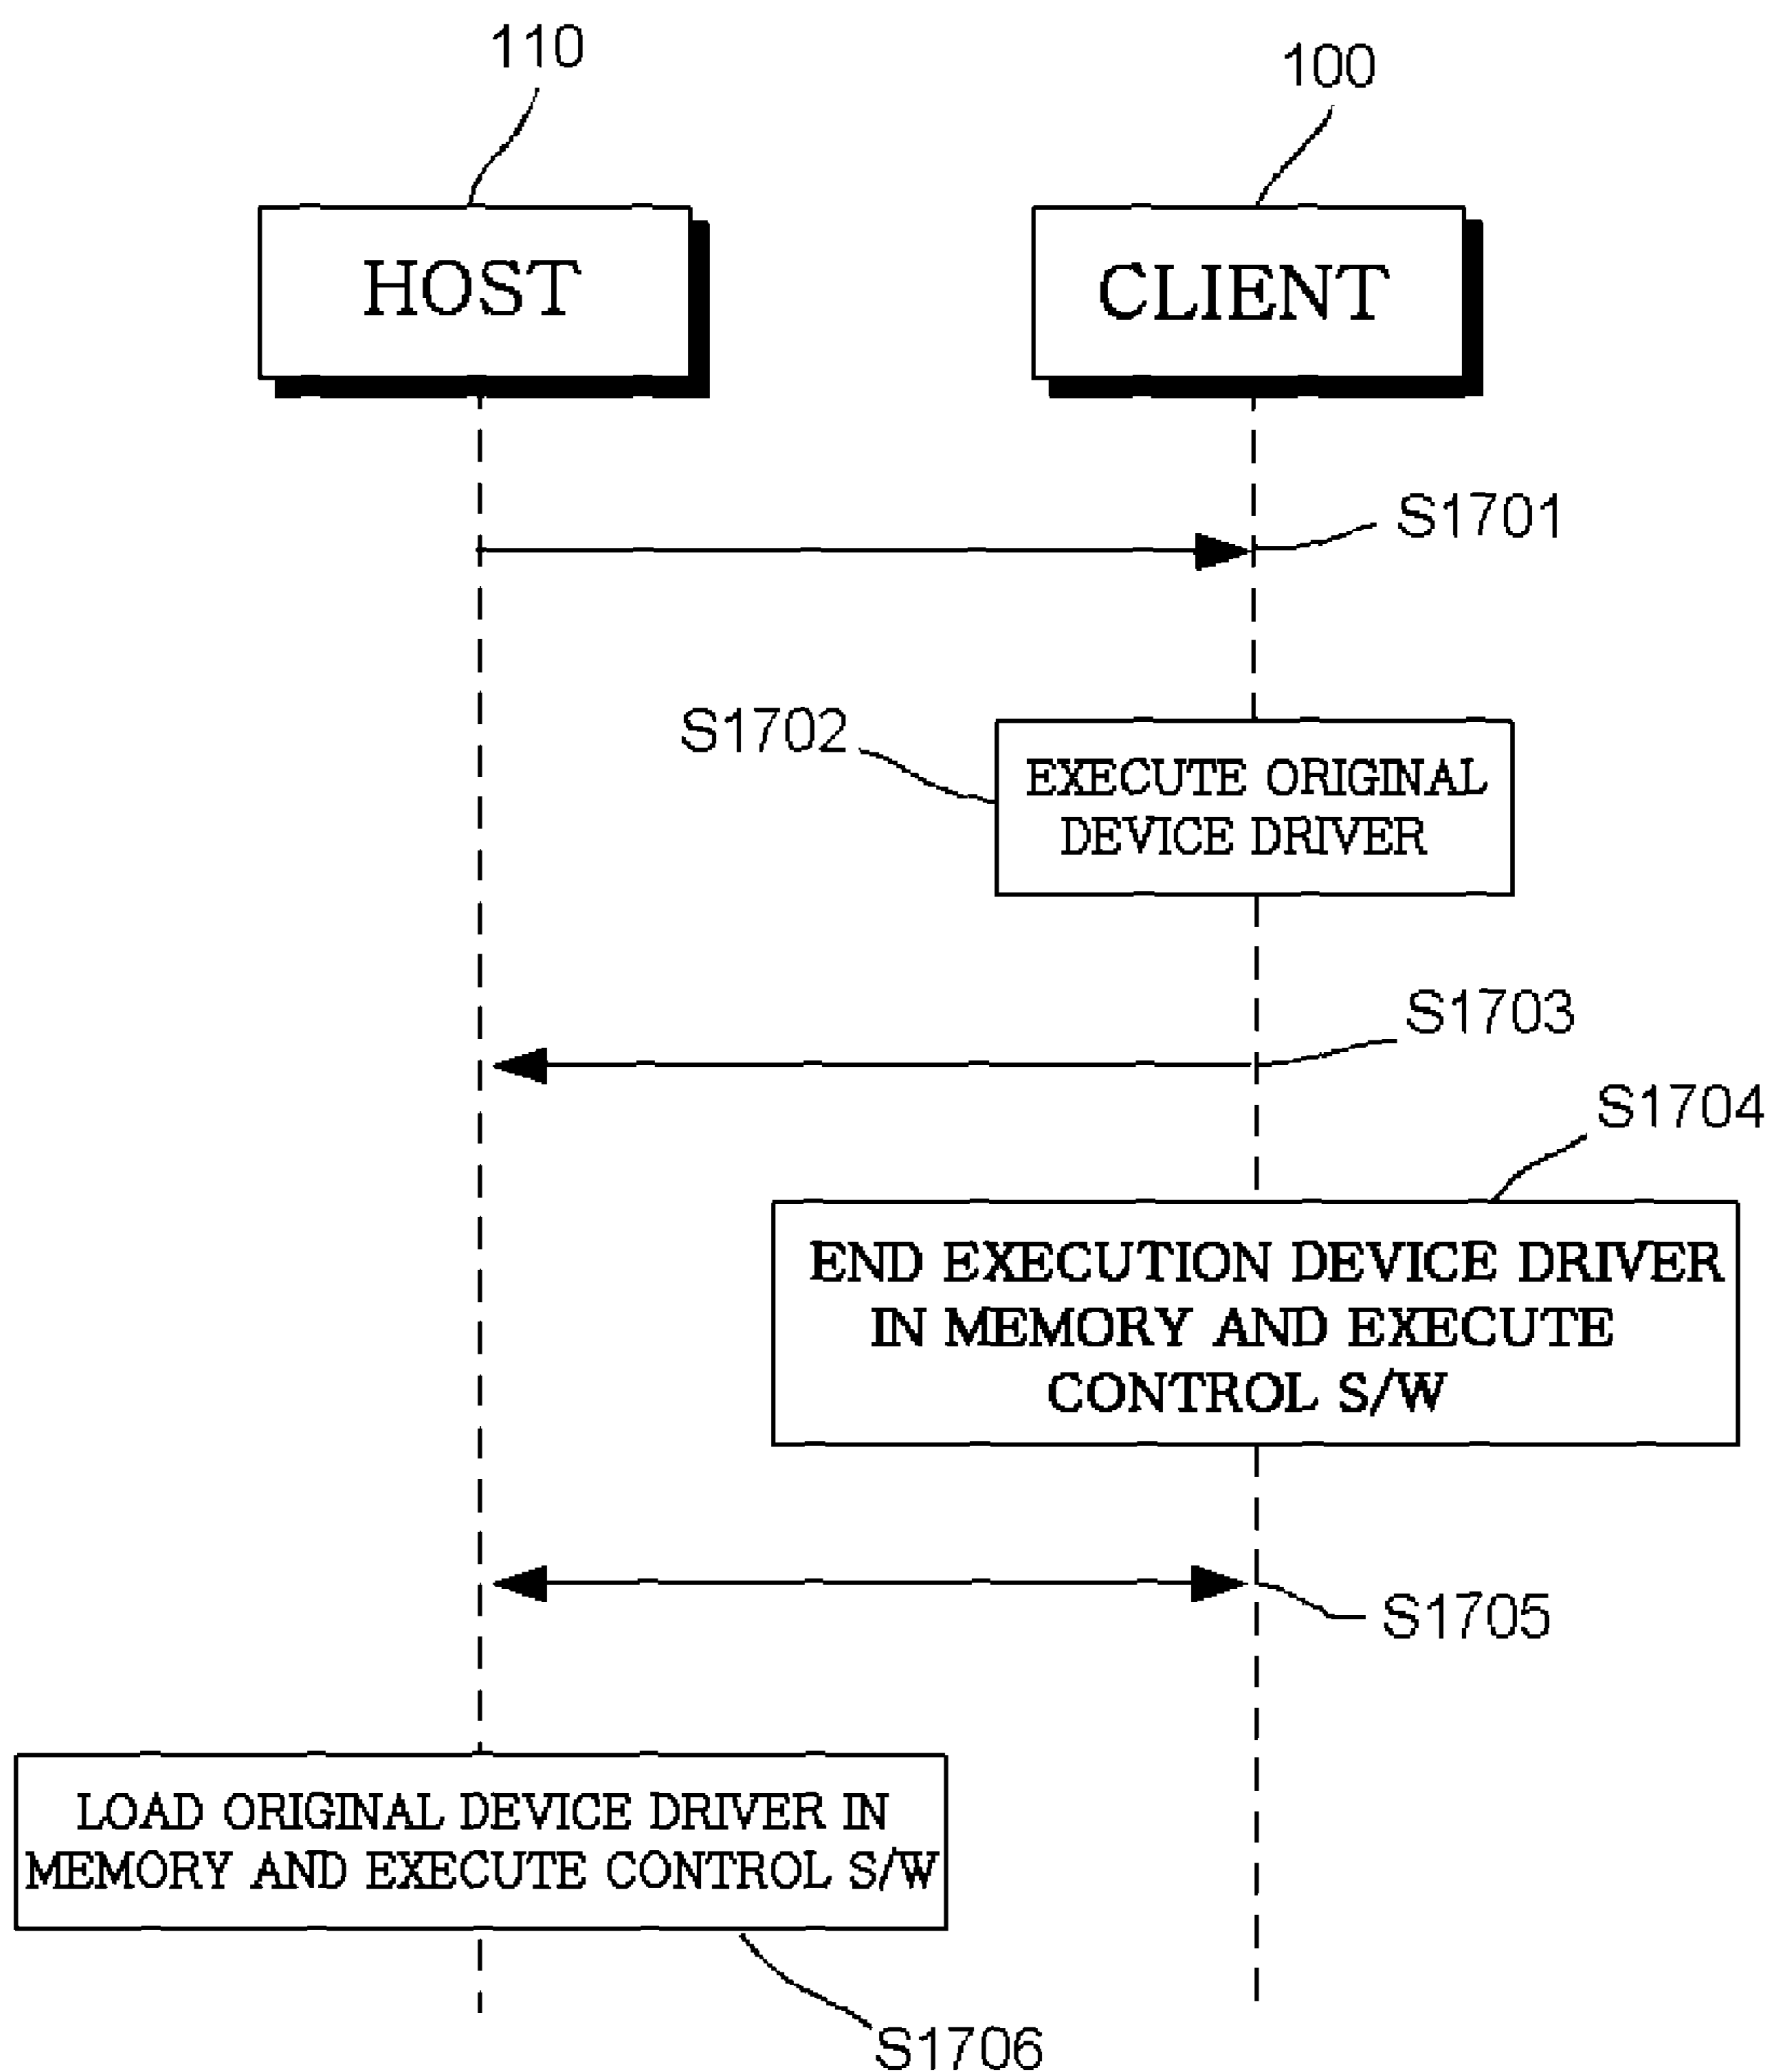 110
100
HOST
CLIENT
S1701
S1702
EXECUTE ORIGINAL
DEVICE DRIVER
S1703
S1704
END EXECUTION DEVICE DRIVER
IN MEMORY AND EXECUTE
CONTROL S/W
S1705
LOAD ORIGINAL DEVICE DRIVER IN
MEMORY AND EXECUTE CONTROL S/W
S1706